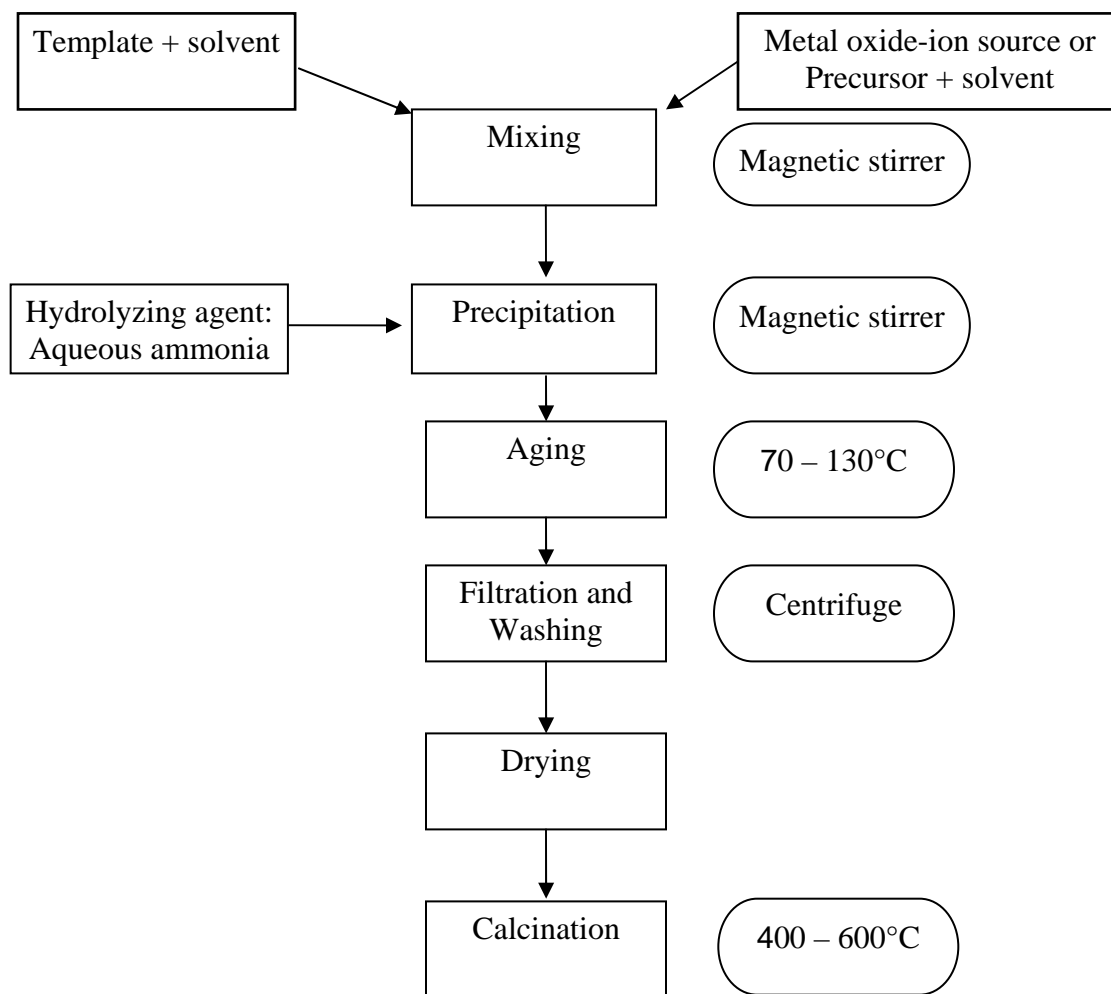 Template + solvent
Metal oxide-ion source or
Precursor + solvent
Mixing
Magnetic stirrer
Hydrolyzing agent:
Aqueous ammonia
Precipitation
Magnetic stirrer
Aging
70 – 130°C
Filtration and
Washing
Centrifuge
Drying
Calcination
400 – 600°C